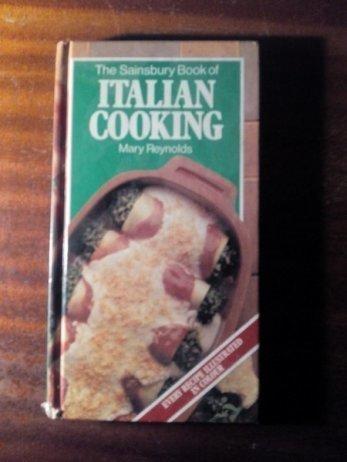 The Sainsbury Book of
ITALIAN
COOKING
Mary Reynolds
EVERY RECIPE ILLUSTRATED
IN COLOUR